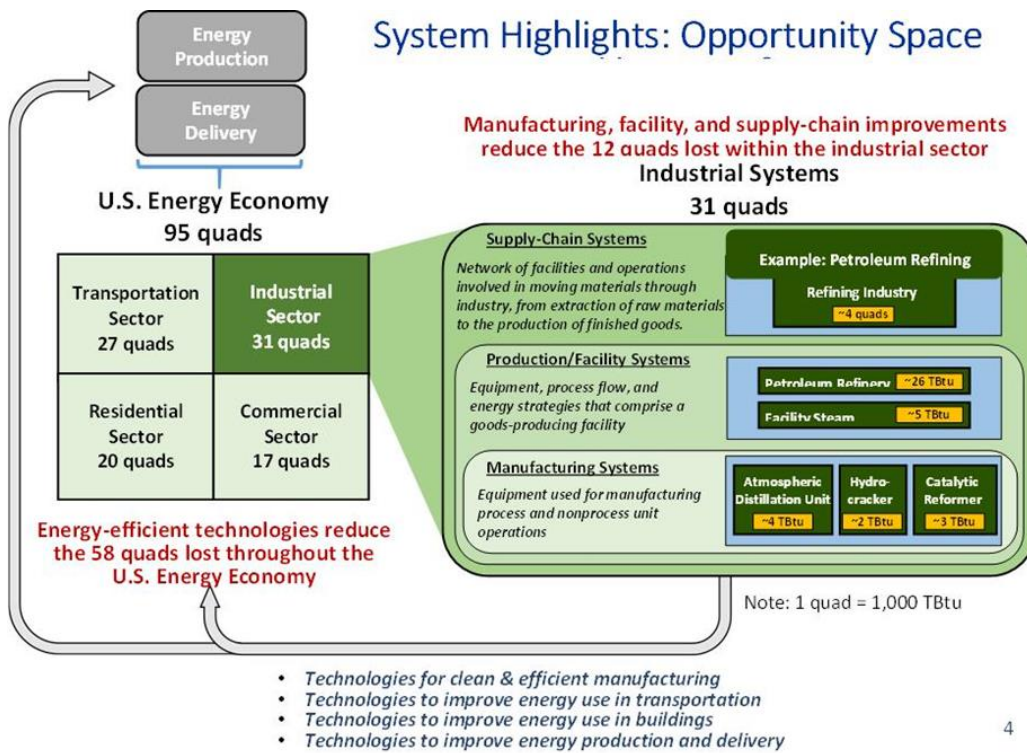 Energy
Production
Energy
Delivery
System Highlights: Opportunity Space
U.S. Energy Economy
95 quads
Transportation
Sector
27 quads
Industrial
Sector
31 quads
Residential
Sector
20 quads
Commercial
Sector
17 quads
Energy-efficient technologies reduce
the 58 quads lost throughout the
U.S. Energy Economy
Manufacturing, facility, and supply-chain improvements
reduce the 12 quads lost within the industrial sector
Industrial Systems
31 quads
Supply-Chain Systems
Network of facilities and operations
involved in moving materials through
industry, from extraction of raw materials
to the production of finished goods.
Example: Petroleum Refining
Refining Industry
~4 quads
Production/Facility Systems
Equipment, process flow, and
energy strategies that comprise a
goods-producing facility
Petroleum Refinery ~26 TBtu
Facility Steam ~5 TBtu
Manufacturing Systems
Equipment used for manufacturing
process and nonprocess unit
operations
Atmospheric
Distillation Unit
~4 TBtu
Hydro-
cracker
~2 TBtu
Catalytic
Reformer
~3 TBtu
Note: 1 quad = 1,000 TBtu
• Technologies for clean & efficient manufacturing
• Technologies to improve energy use in transportation
• Technologies to improve energy use in buildings
• Technologies to improve energy production and delivery
4